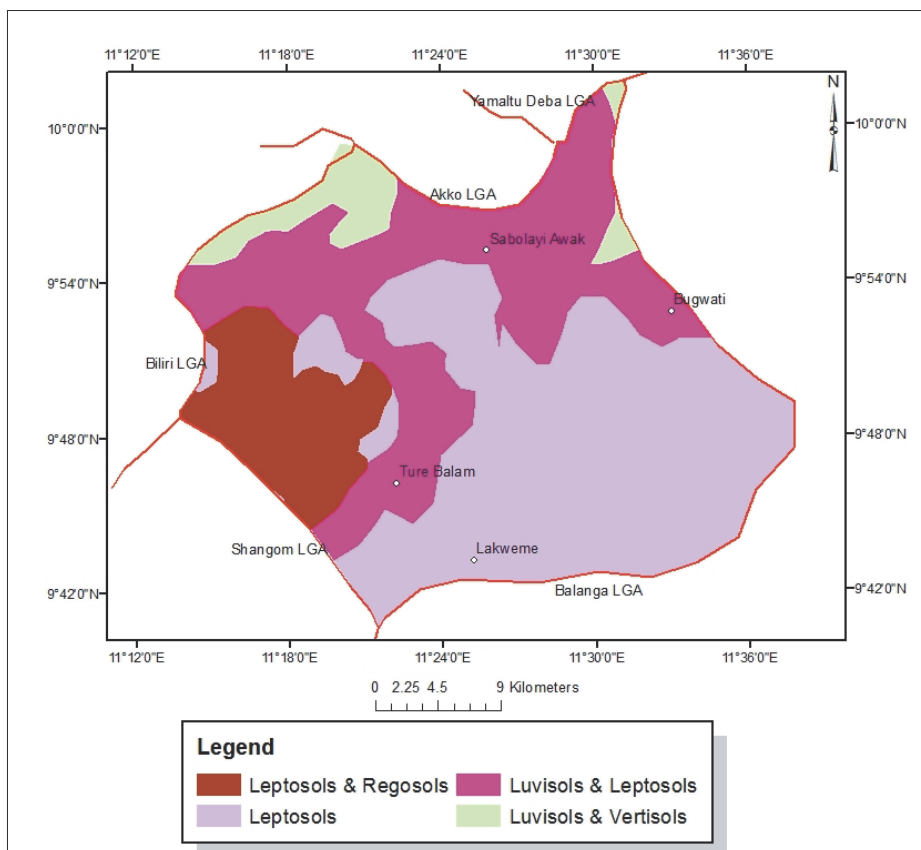 11°12'0"E 11°18'0"E 11°24'0"E 11°30'0"E 11°36'0"E
N
Yamaltu Deba LGA
10°0'0"N 10°0'0"N
Akko LGA
Sabolayi Awak
9°54'0"N 9°54'0"N
Bugwati
Biliri LGA
9°48'0"N 9°48'0"N
Ture Balam
Shangom LGA
Lakweme
Balanga LGA
9°42'0"N 9°42'0"N
11°12'0"E 11°18'0"E 11°24'0"E 11°30'0"E 11°36'0"E
0 2.25 4.5 9 Kilometers
Legend
Leptosols & Regosols Luvisols & Leptosols
Leptosols Luvisols & Vertisols